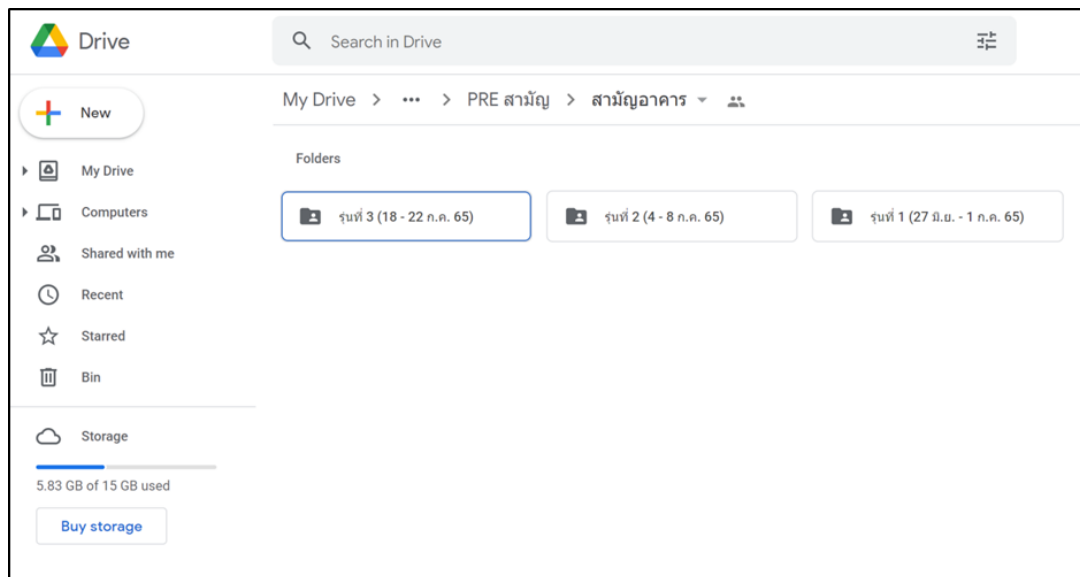 Drive
Search in Drive
New
My Drive > ••• > PRE สามัญ > สามัญอาคาร
My Drive
Computers
Shared with me
Recent
Starred
Bin
Storage
5.83 GB of 15 GB used
Buy storage
Folders
รุ่นที่ 3 (18 - 22 ก.ค. 65)
รุ่นที่ 2 (4 - 8 ก.ค. 65)
รุ่นที่ 1 (27 มิ.ย. - 1 ก.ค. 65)